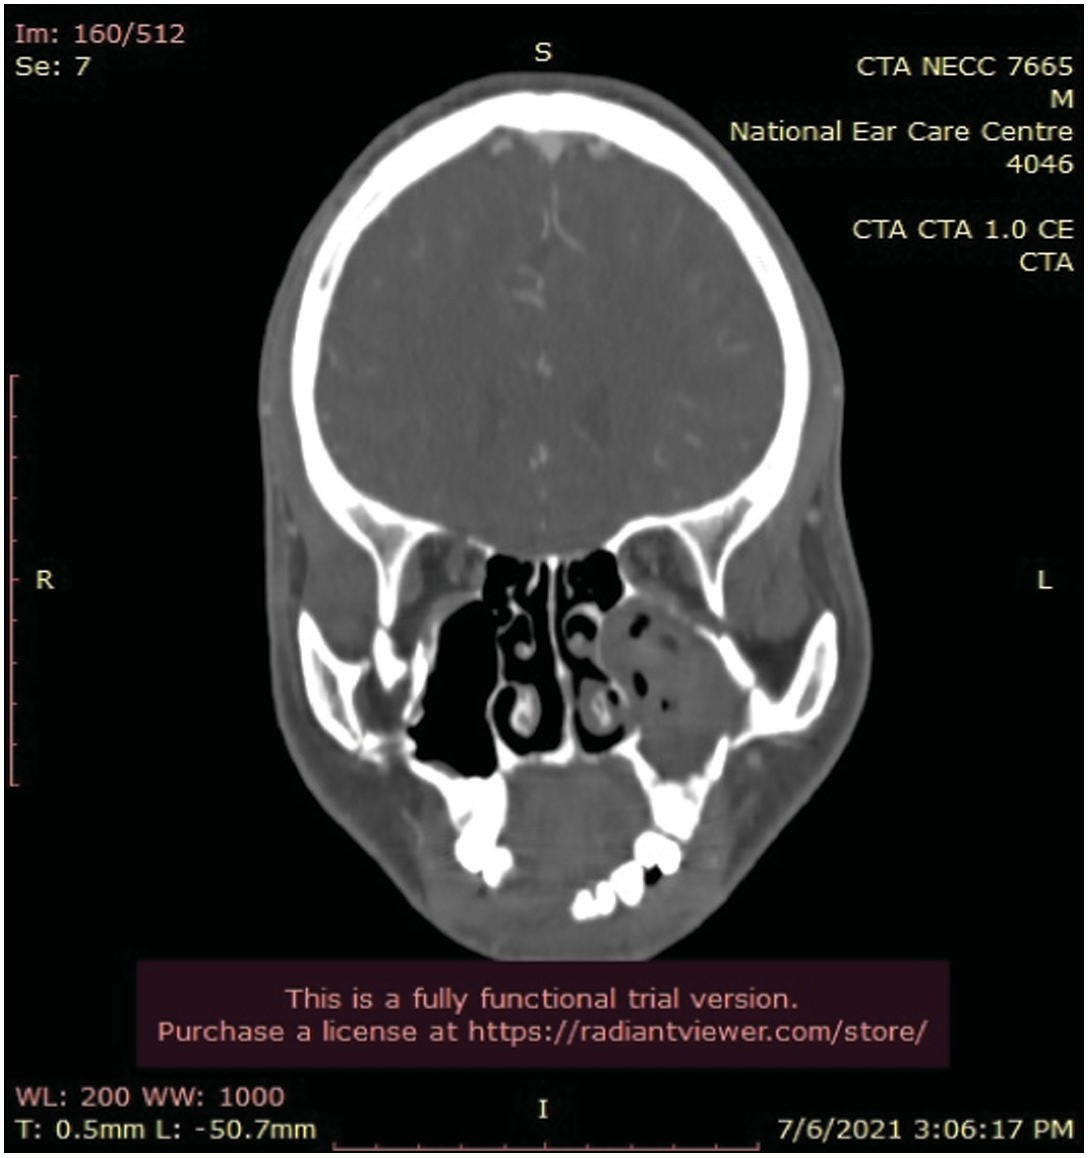 Im: 160/512
Se: 7
S
CTA NECC 7665
M
National Ear Care Centre
4046
CTA CTA 1.0 CE
CTA
R
L
This is a fully functional trial version.
Purchase a license at https://radiantviewer.com/store/
WL: 200 WW: 1000
T: 0.5mm L: -50.7mm
I
7/6/2021 3:06:17 PM